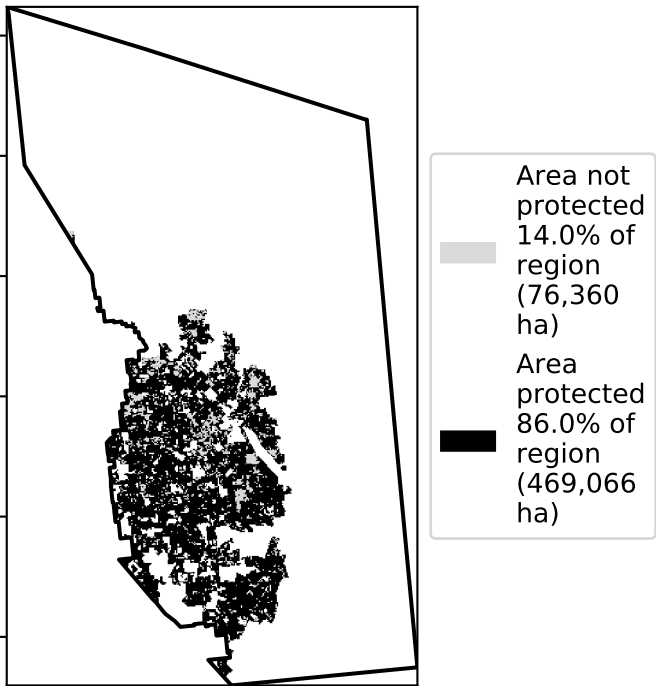 Area not
protected
14.0% of
region
(76,360
ha)
Area
protected
86.0% of
region
(469,066
ha)